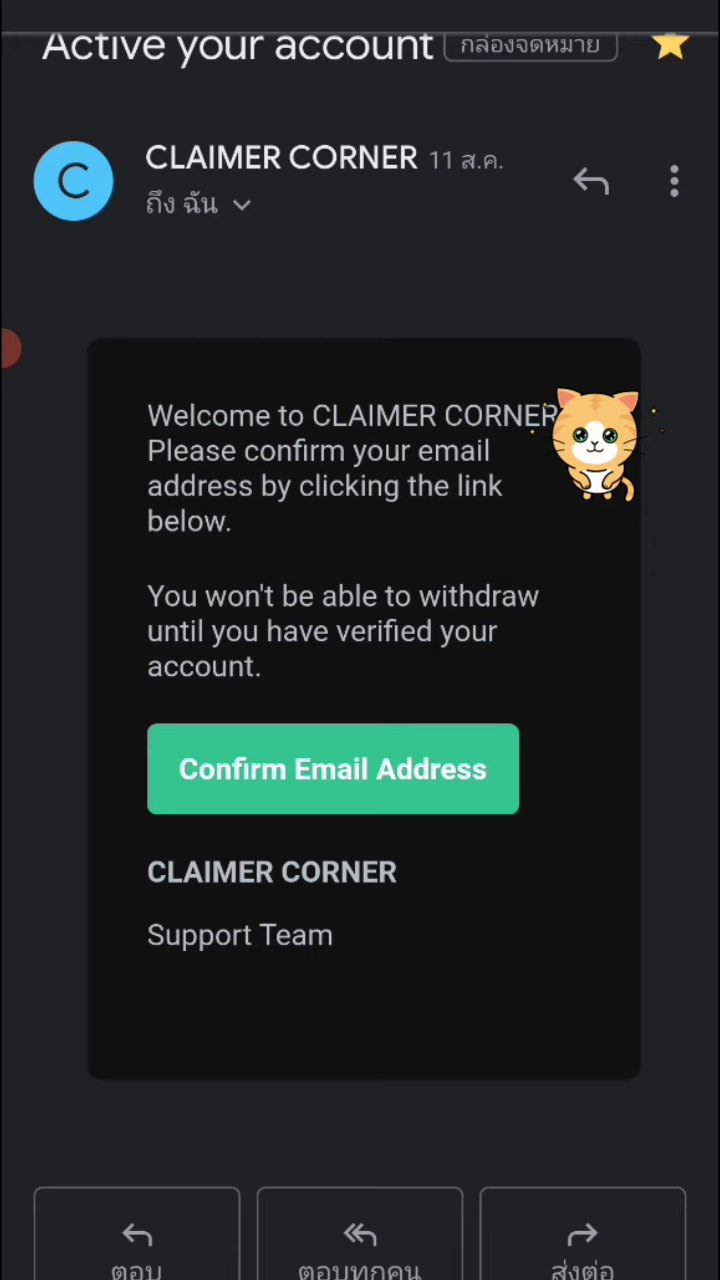 Active your account กล่องจดหมาย
C
CLAIMER CORNER 11 ส.ค.
ถึง ฉัน
Welcome to CLAIMER CORNER
Please confirm your email
address by clicking the link
below.
You won't be able to withdraw
until you have verified your
account.
Confirm Email Address
CLAIMER CORNER
Support Team
ตอบ ตอบทุกคน ส่งต่อ